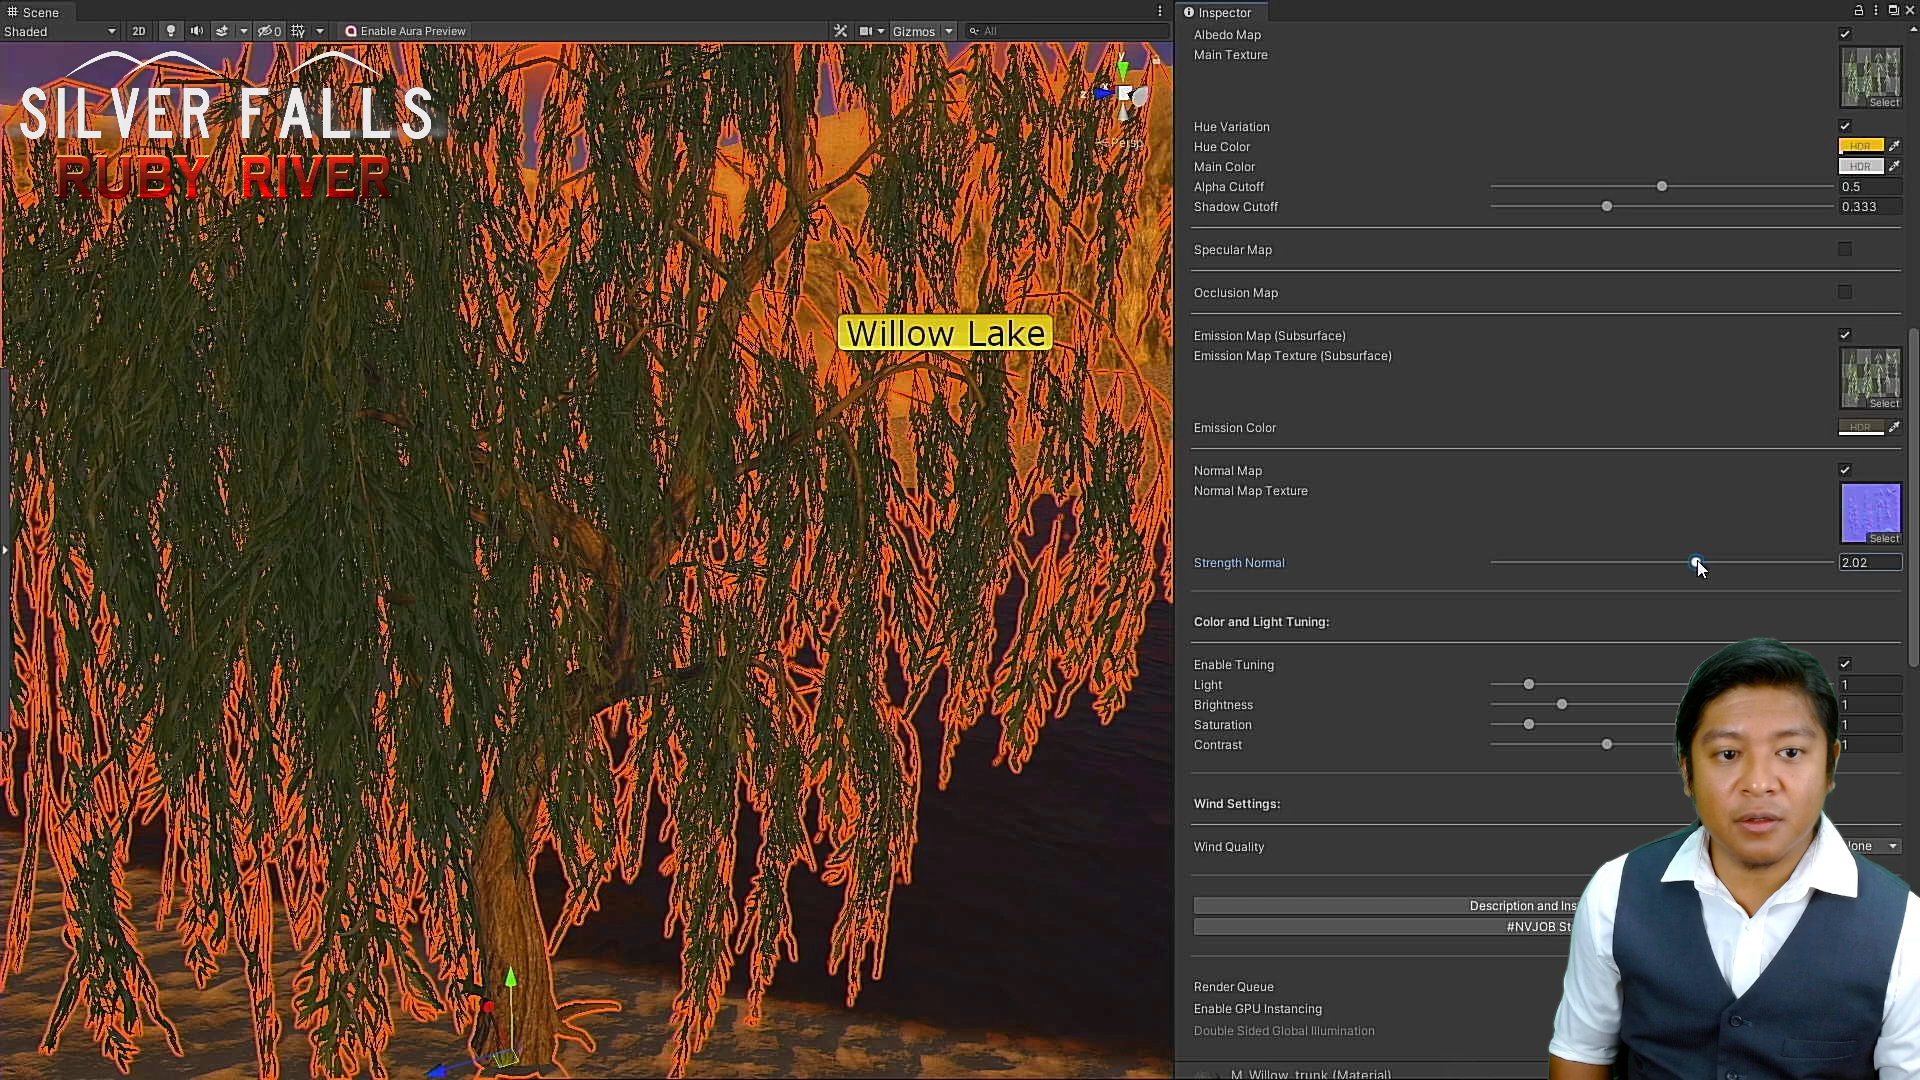 Scene
Shaded
2D
0
Enable Aura Preview
Gizmos
All
SILVER FALLS
RUBY RIVER
y
z
Persp
Willow Lake
Inspector
Albedo Map
Main Texture
Select
Hue Variation
Hue Color
HDR
Main Color
HDR
Alpha Cutoff
0.5
Shadow Cutoff
0.333
Specular Map
Occlusion Map
Emission Map (Subsurface)
Emission Map Texture (Subsurface)
Select
Emission Color
HDR
Normal Map
Normal Map Texture
Select
Strength Normal
2.02
Color and Light Tuning:
Enable Tuning
Light
1
Brightness
1
Saturation
1
Contrast
1
Wind Settings:
Wind Quality
Description and
#NVJOB
Render Queue
Enable GPU Instancing
Double Sided Global Illumination
M_Willow_trunk (Material)